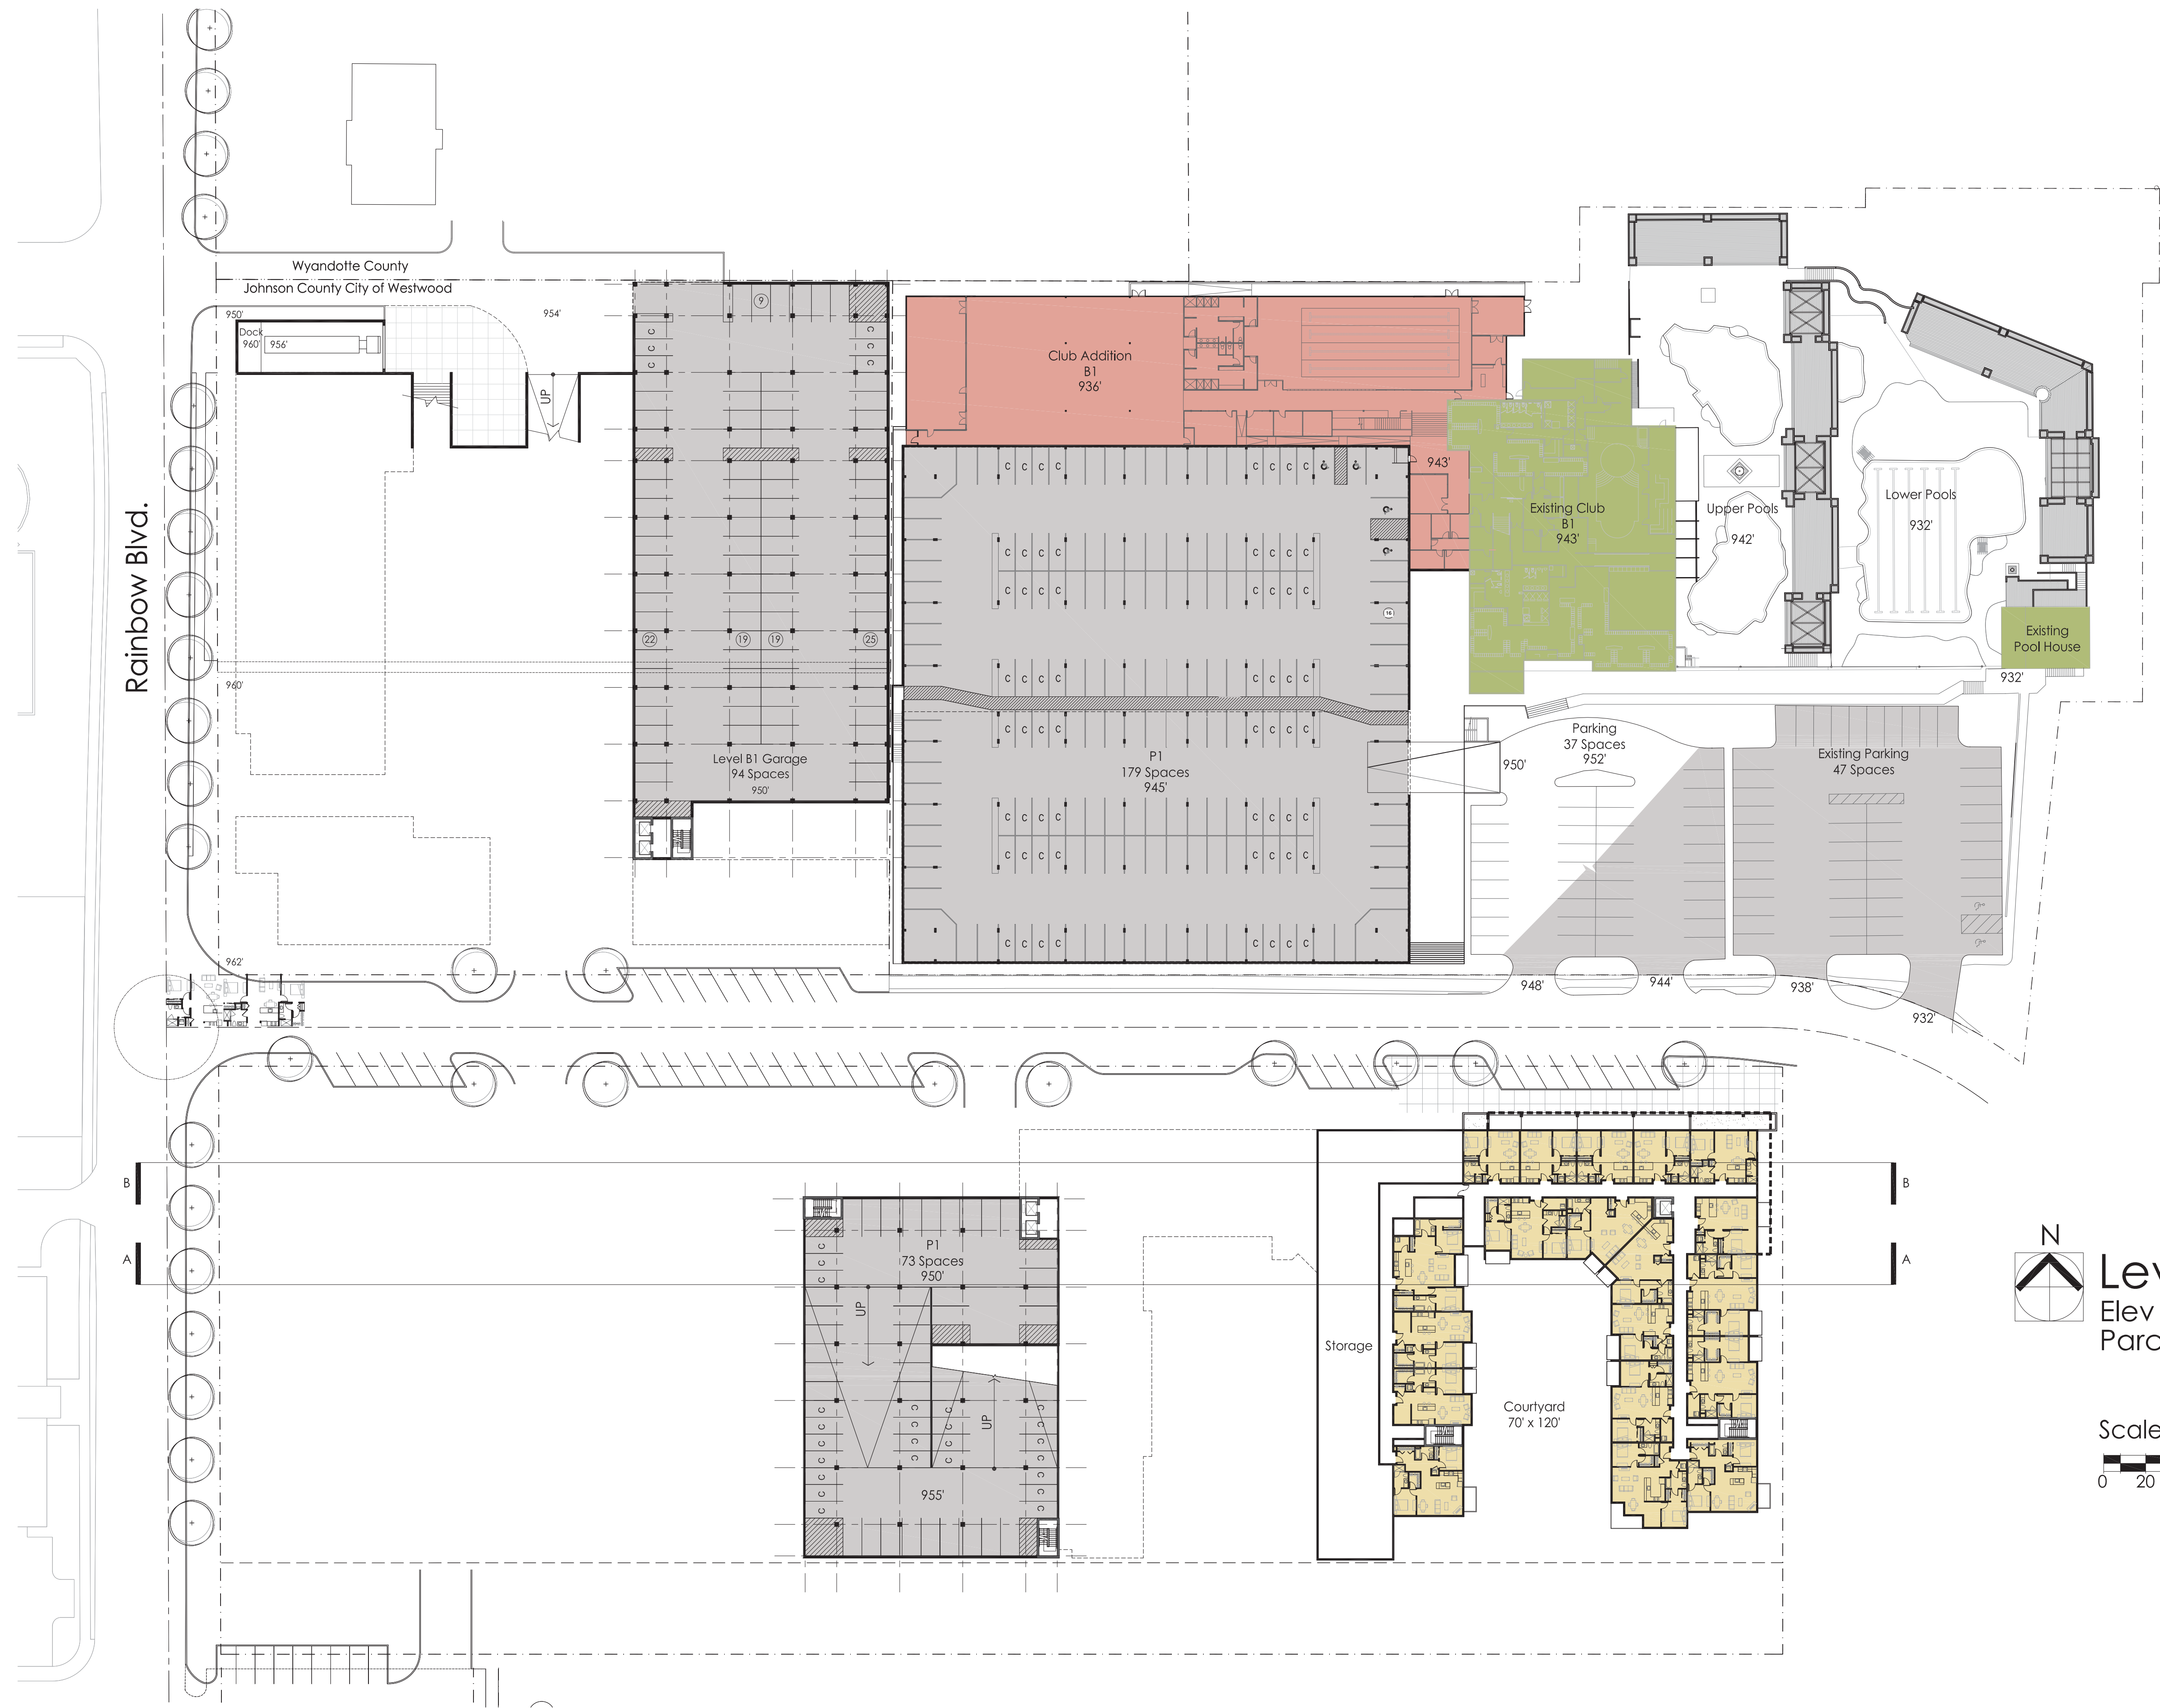 Wyandotte County
Johnson County City of Westwood
950'
954'
Dock
960'
956'
UP
9
C C C
C C C
Club Addition
B1
936'
943'
Existing Club
B1
943'
Upper Pools
942'
Lower Pools
932'
Existing
Pool House
932'
Rainbow Blvd.
960'
22
19
19
25
Level B1 Garage
94 Spaces
950'
C C C C
C C C C
C C C C
C C C C
C C C C
C C C C
16
C C C C
C C C C
C C C C
C C C C
P1
179 Spaces
945'
C C C C
C C C C
C C C C
C C C C
C C C C
C C C C
950'
Parking
37 Spaces
952'
Existing Parking
47 Spaces
962'
948'
944'
938'
932'
B
B
A
A
P1
73 Spaces
950'
C C C
UP
UP
C C C C C C C
C C C C
C C C C
C C C C C C C
955'
Storage
Courtyard
70' x 120'
N
Lev
Elev
Parc
Scale
0 20